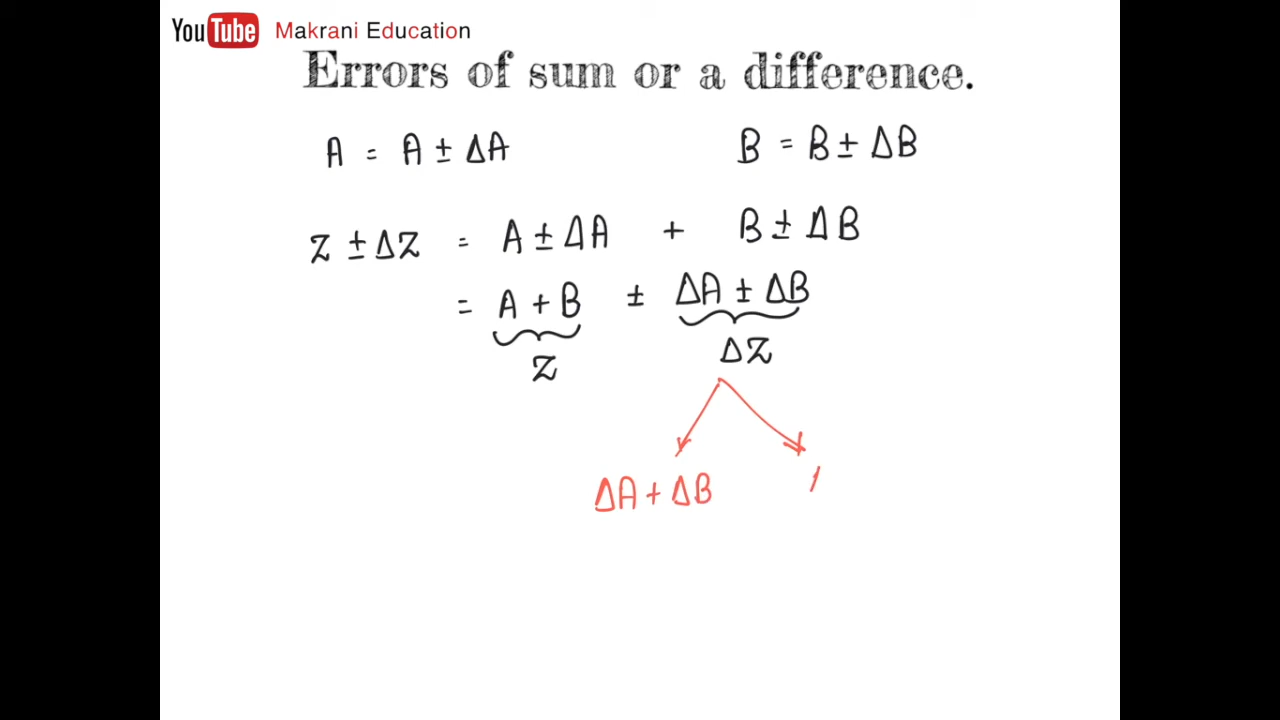 YouTube Makrani Education
Errors of sum or a difference.
A = A ± ΔA B = B ± ΔB
Z ± ΔZ = A ± ΔA + B ± ΔB
= A + B ± ΔA ± ΔB
Z ΔZ
ΔA + ΔB